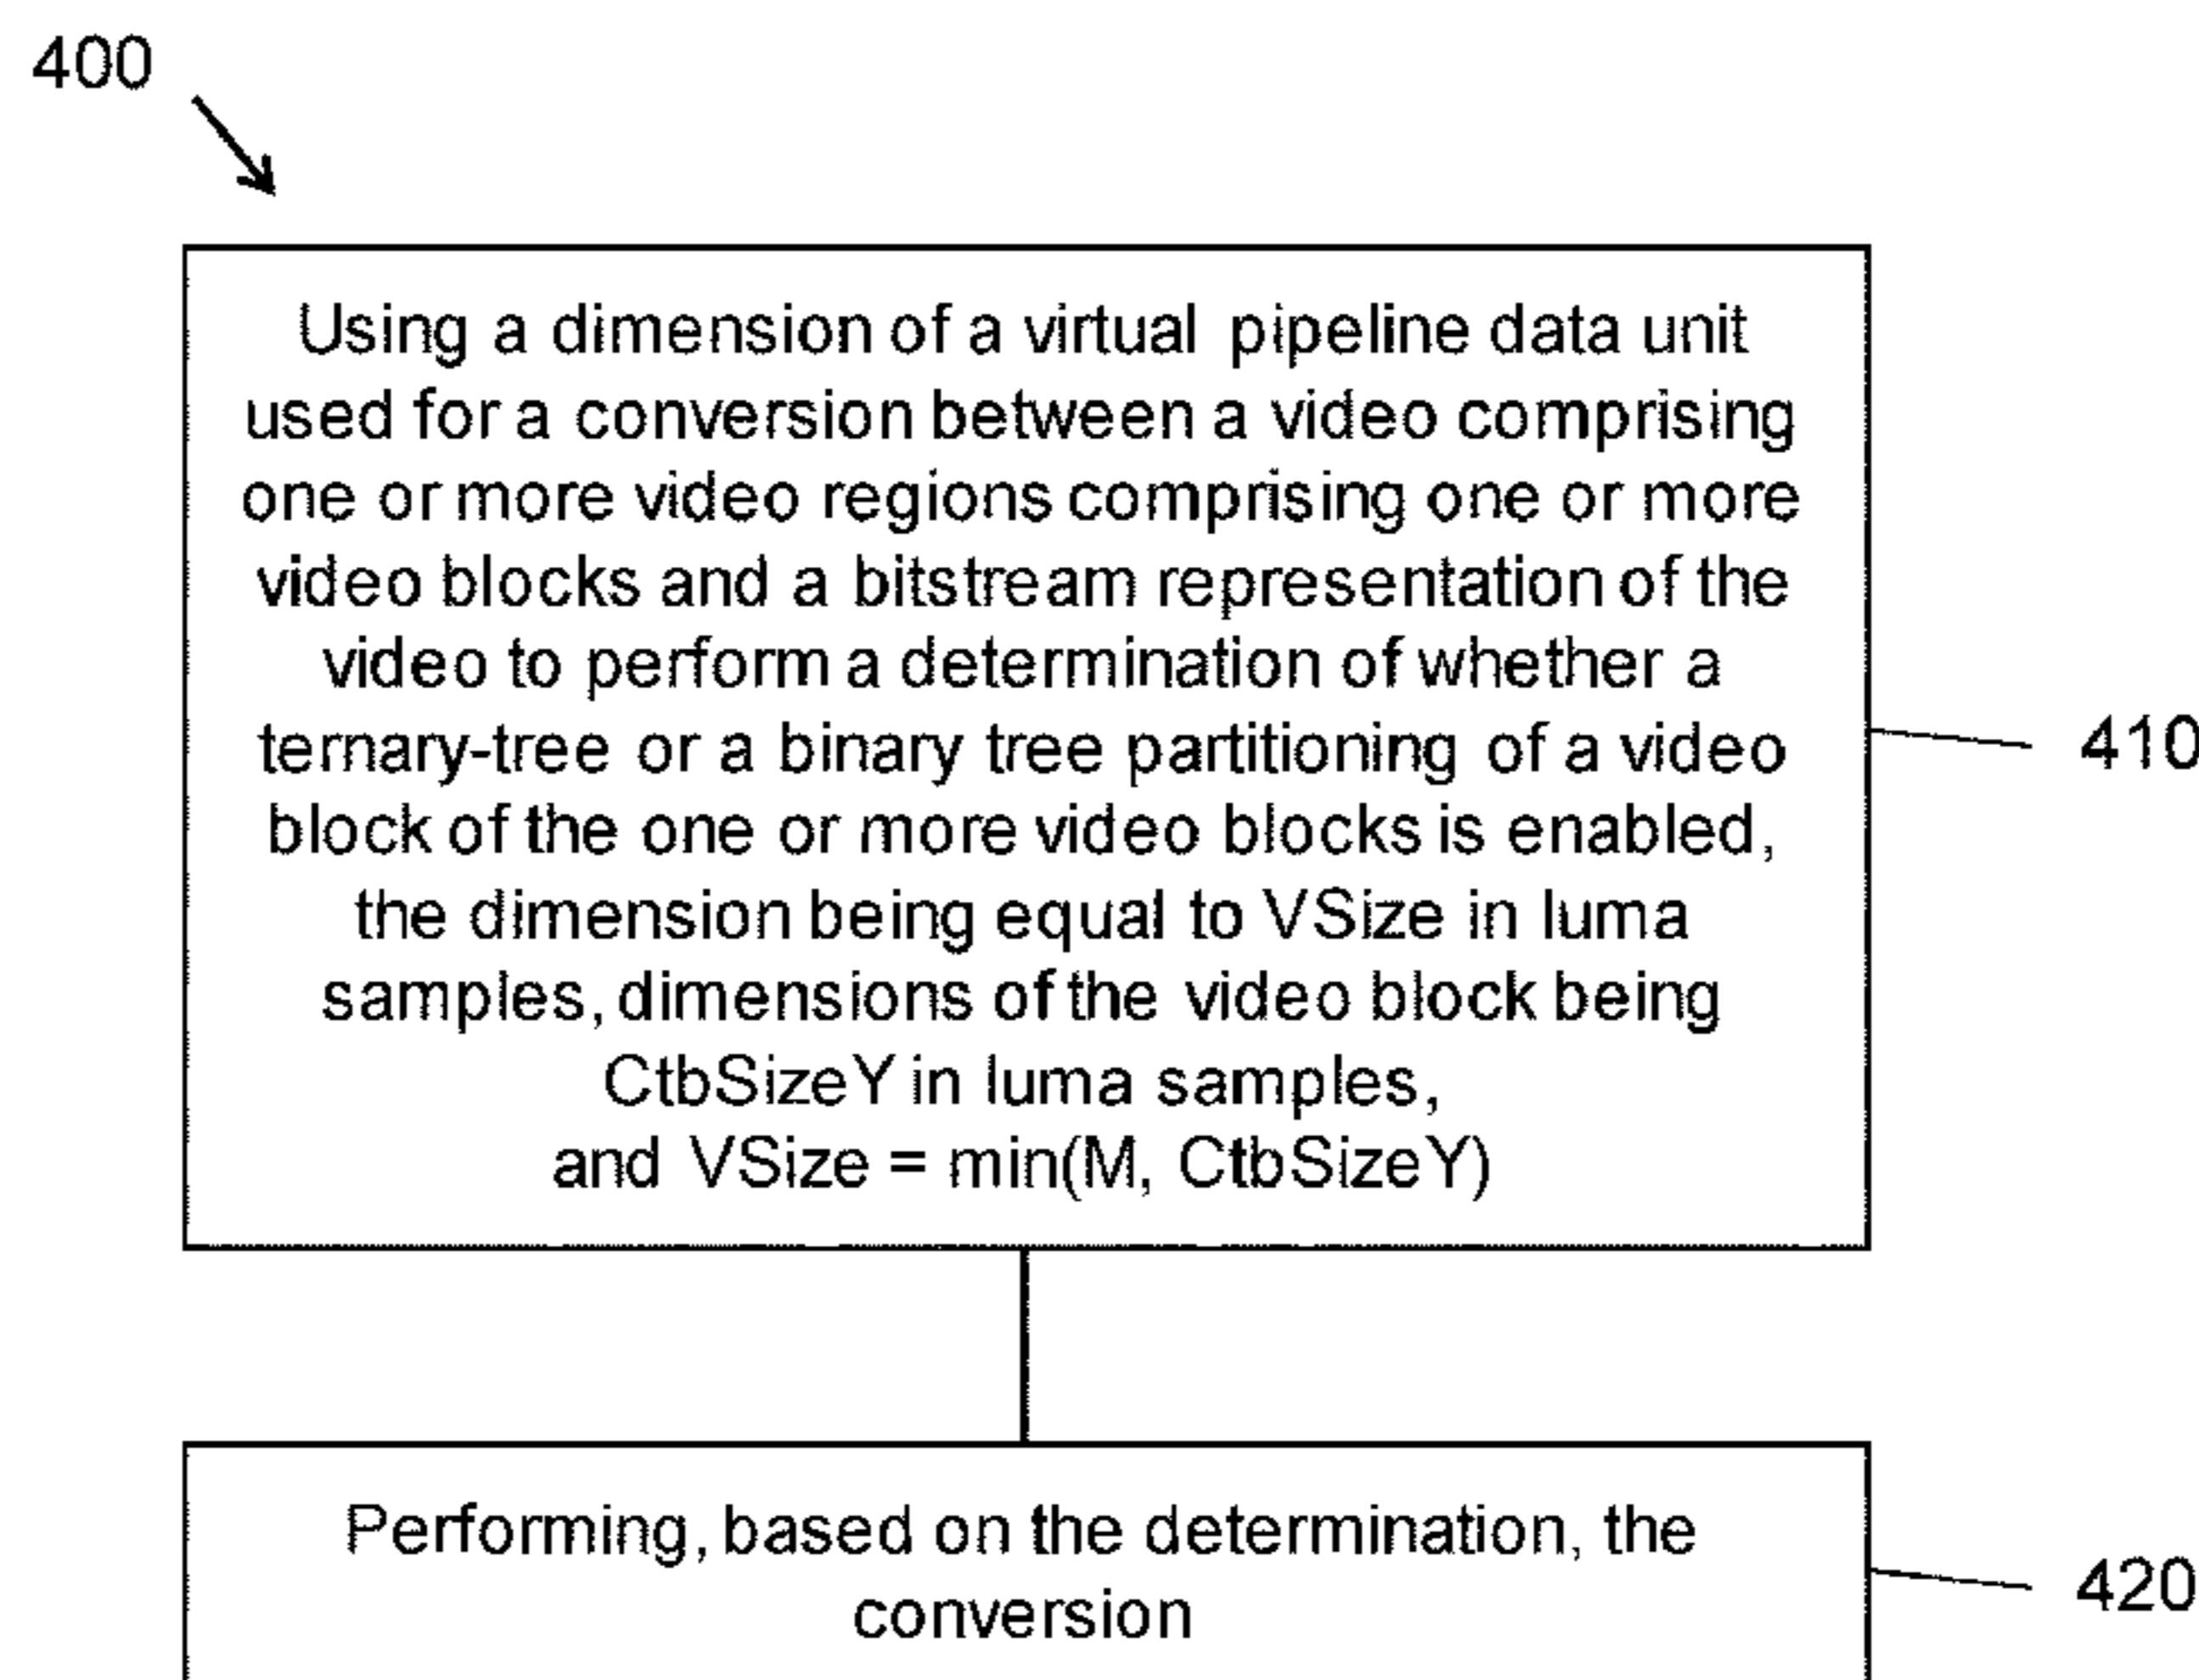 400
Using a dimension of a virtual pipeline data unit
used for a conversion between a video comprising
one or more video regions comprising one or more
video blocks and a bitstream representation of the
video to perform a determination of whether a
ternary-tree or a binary tree partitioning of a video
block of the one or more video blocks is enabled,
the dimension being equal to VSize in luma
samples, dimensions of the video block being
CtbSizeY in luma samples,
and VSize = min(M, CtbSizeY)
410
Performing, based on the determination, the
conversion
420